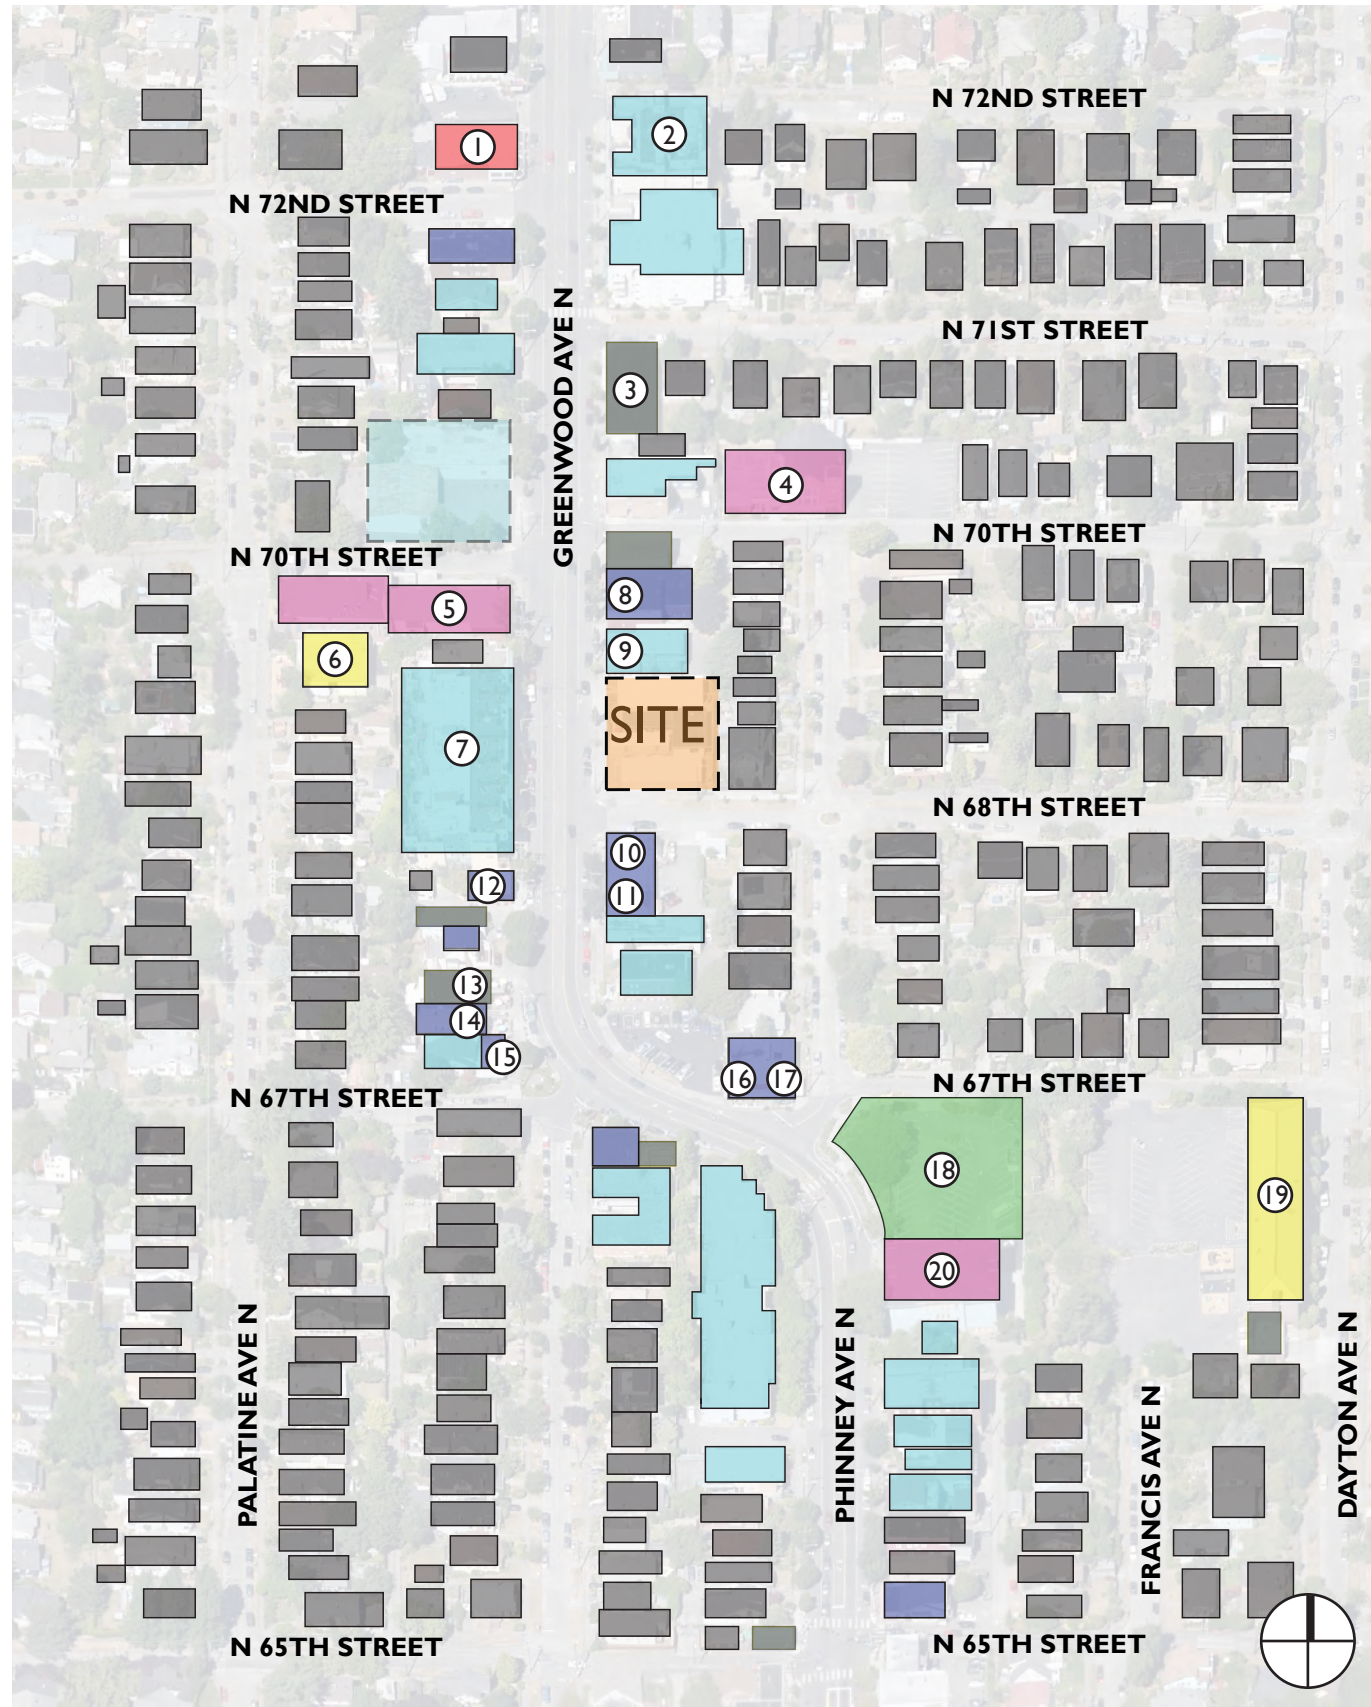 N 72ND STREET
1
2
N 72ND STREET
GREENWOOD AVE N
N 71ST STREET
3
4
N 70TH STREET
N 70TH STREET
5
8
6
9
SITE
7
N 68TH STREET
10
12
11
13
14
15
16
17
N 67TH STREET
N 67TH STREET
18
19
20
PALATINE AVE N
PHINNEY AVE N
FRANCIS AVE N
DAYTON AVE N
N 65TH STREET
N 65TH STREET